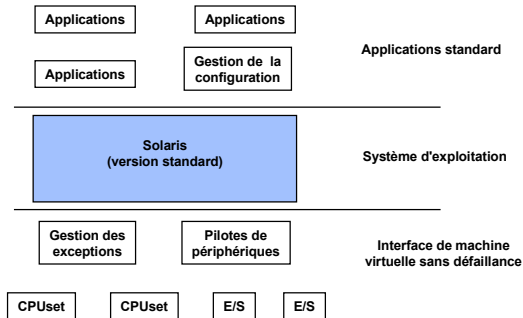 Applications
Applications
Applications
Gestion de la
configuration
Applications standard
Solaris
(version standard)
Système d'exploitation
Gestion des
exceptions
Pilotes de
périphériques
Interface de machine
virtuelle sans défaillance
CPUset
CPUset
E/S
E/S